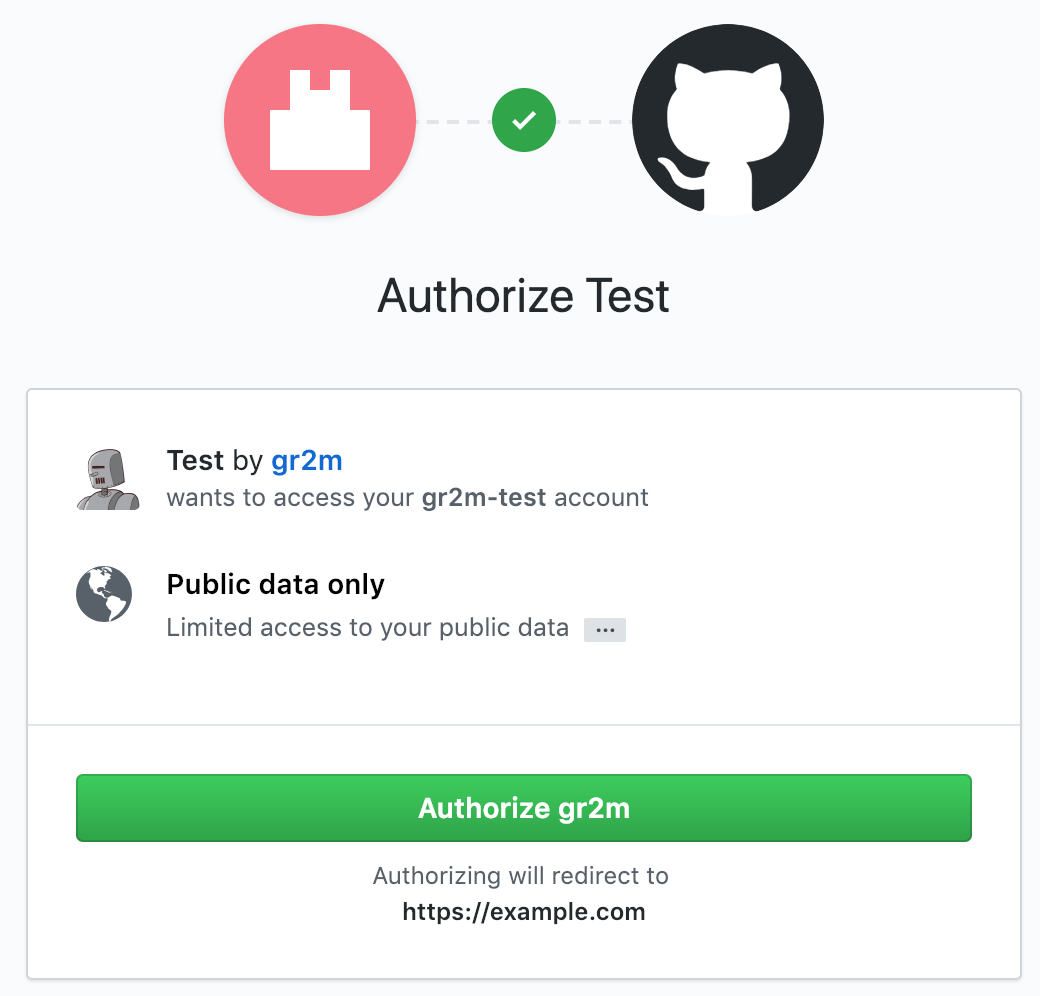 Authorize Test
Test by gr2m
wants to access your gr2m-test account
Public data only
Limited access to your public data ...
Authorize gr2m
Authorizing will redirect to
https://example.com